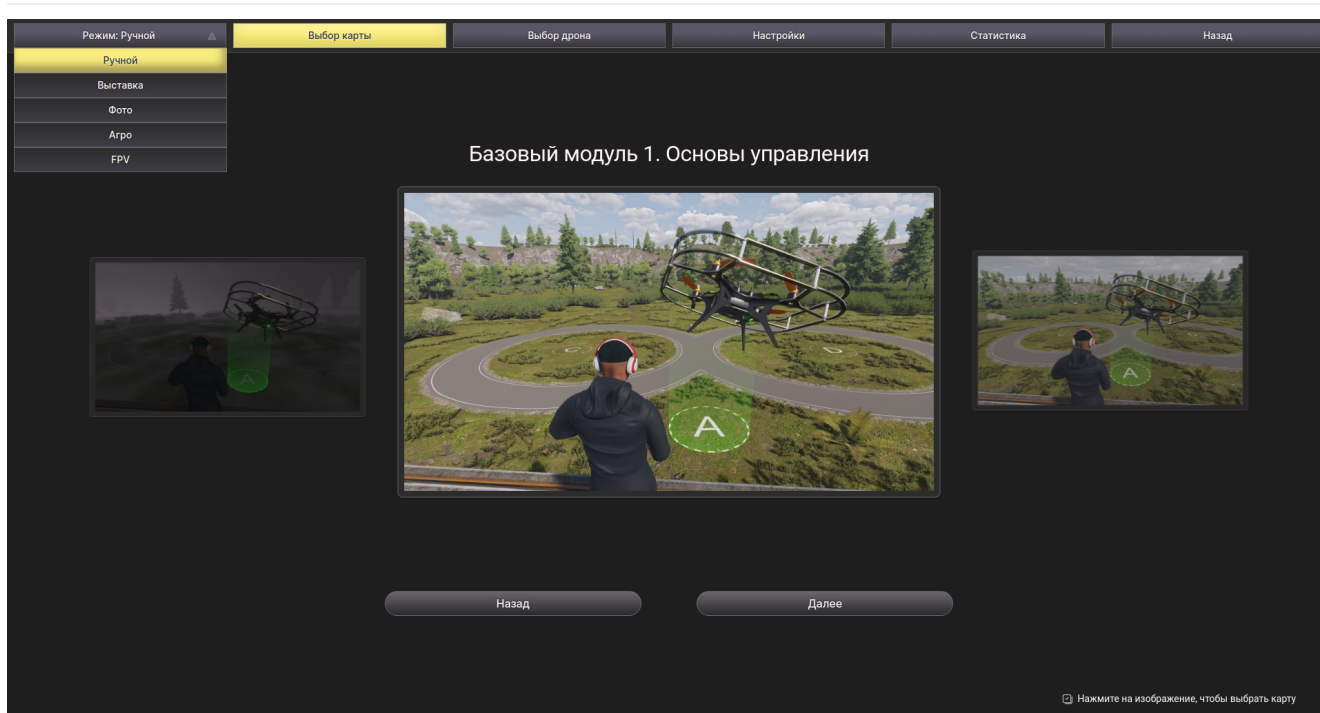 Режим: Ручной
Выбор карты
Выбор дрона
Настройки
Статистика
Назад
Ручной
Выставка
Фото
Агро
FPV
Базовый модуль 1. Основы управления
A
C
D
A
A
Назад
Далее
Нажмите на изображение, чтобы выбрать карту